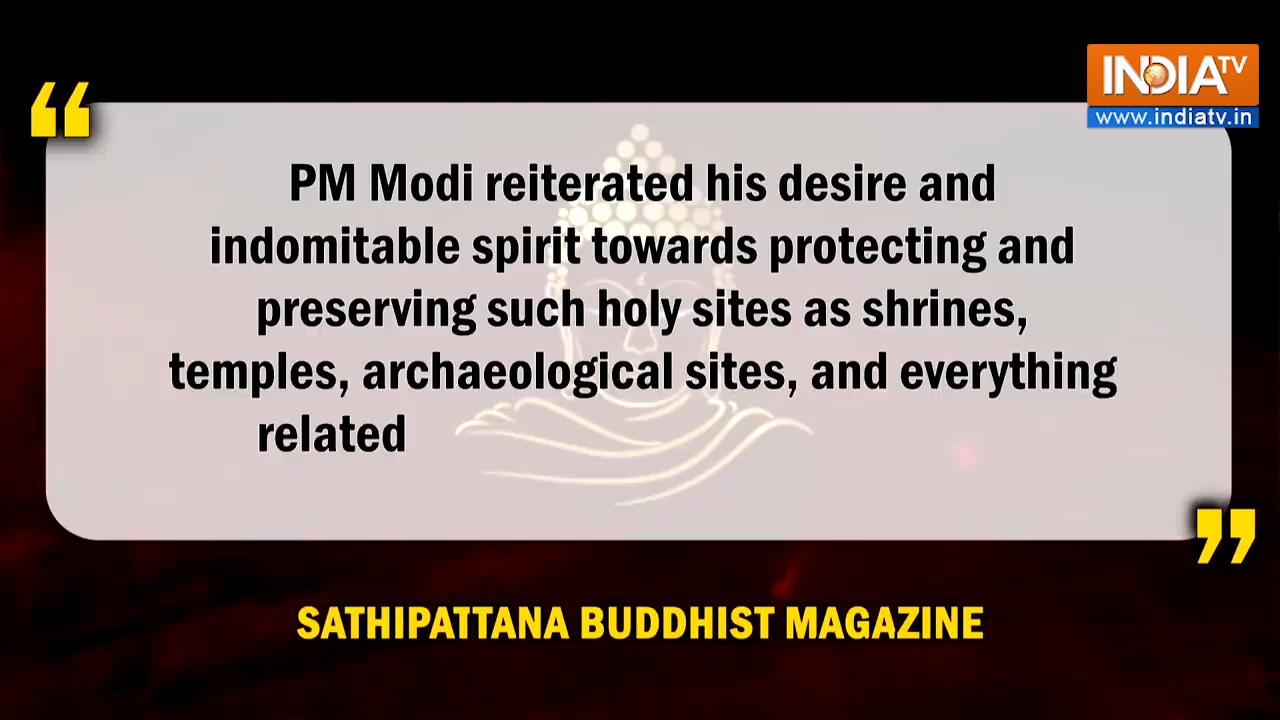 INDIA TV
www.indiatv.in
“
PM Modi reiterated his desire and
indomitable spirit towards protecting and
preserving such holy sites as shrines,
temples, archaeological sites, and everything
related
”
SATHIPATTANA BUDDHIST MAGAZINE